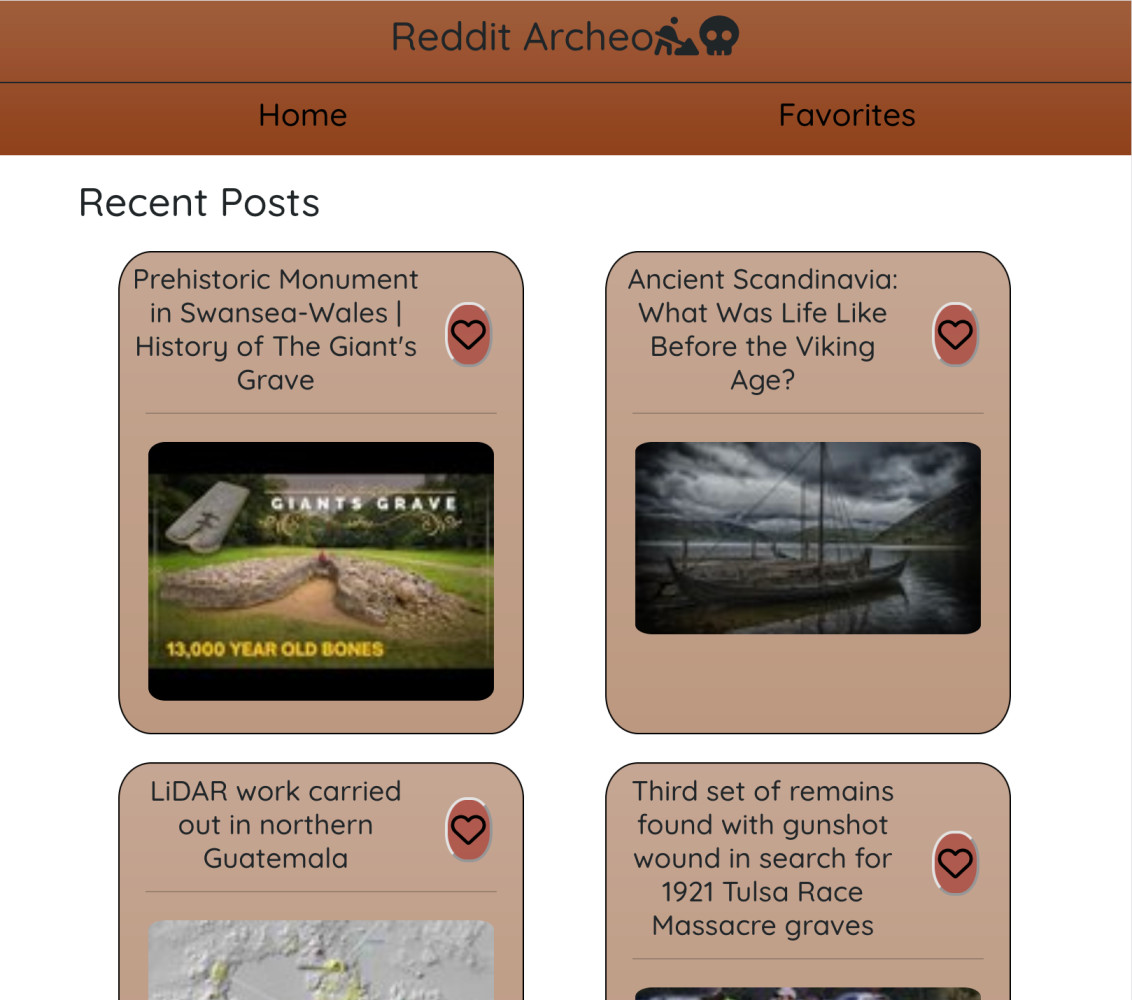 Reddit Archeo
Home
Favorites
Recent Posts
Prehistoric Monument
in Swansea-Wales |
History of The Giant's
Grave
GIANTS GRAVE
13,000 YEAR OLD BONES
Ancient Scandinavia:
What Was Life Like
Before the Viking
Age?
LiDAR work carried
out in northern
Guatemala
Third set of remains
found with gunshot
wound in search for
1921 Tulsa Race
Massacre graves